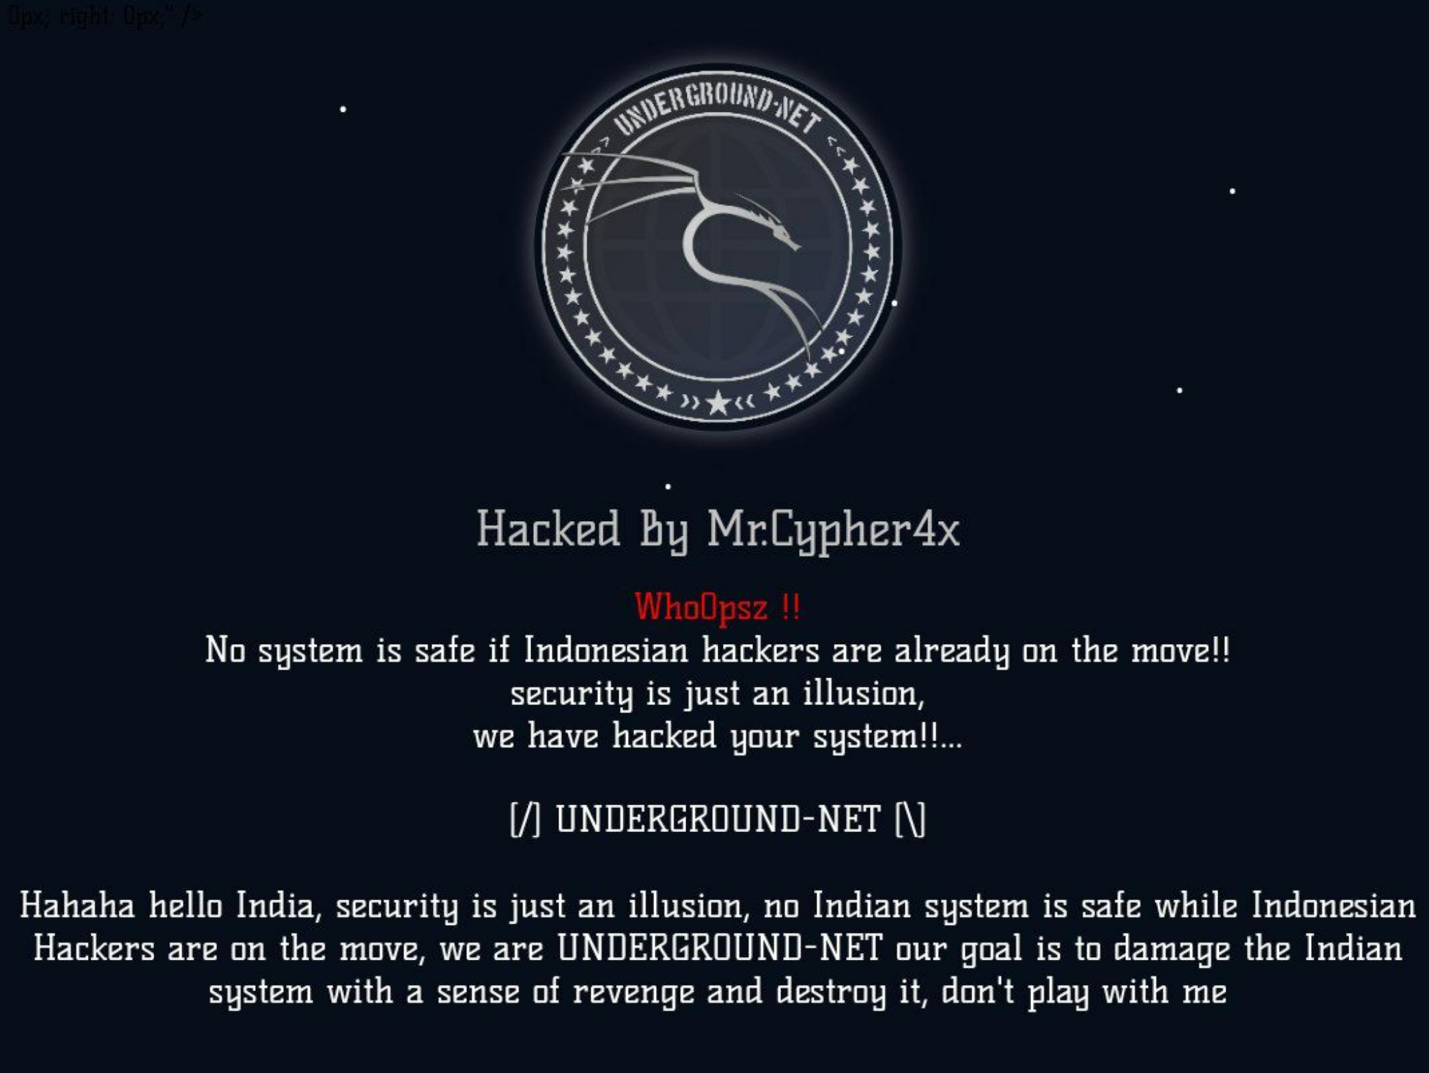 0px; right: 0px;" />
>> UNDERGROUND-NET <<
Hacked By Mr.Cypher4x
Who0psz !!
No system is safe if Indonesian hackers are already on the move!!
security is just an illusion,
we have hacked your system!!...
[/] UNDERGROUND-NET [\]
Hahaha hello India, security is just an illusion, no Indian system is safe while Indonesian
Hackers are on the move, we are UNDERGROUND-NET our goal is to damage the Indian
system with a sense of revenge and destroy it, don't play with me